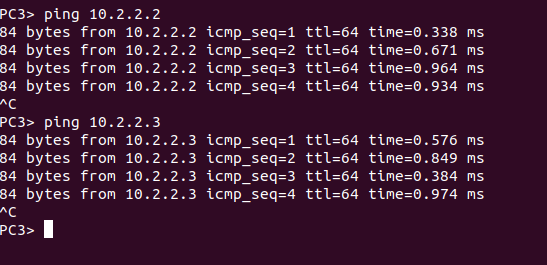 PC3> ping 10.2.2.2
84 bytes from 10.2.2.2 icmp_seq=1 ttl=64 time=0.338 ms
84 bytes from 10.2.2.2 icmp_seq=2 ttl=64 time=0.671 ms
84 bytes from 10.2.2.2 icmp_seq=3 ttl=64 time=0.964 ms
84 bytes from 10.2.2.2 icmp_seq=4 ttl=64 time=0.934 ms
^C
PC3> ping 10.2.2.3
84 bytes from 10.2.2.3 icmp_seq=1 ttl=64 time=0.576 ms
84 bytes from 10.2.2.3 icmp_seq=2 ttl=64 time=0.849 ms
84 bytes from 10.2.2.3 icmp_seq=3 ttl=64 time=0.384 ms
84 bytes from 10.2.2.3 icmp_seq=4 ttl=64 time=0.974 ms
^C
PC3>